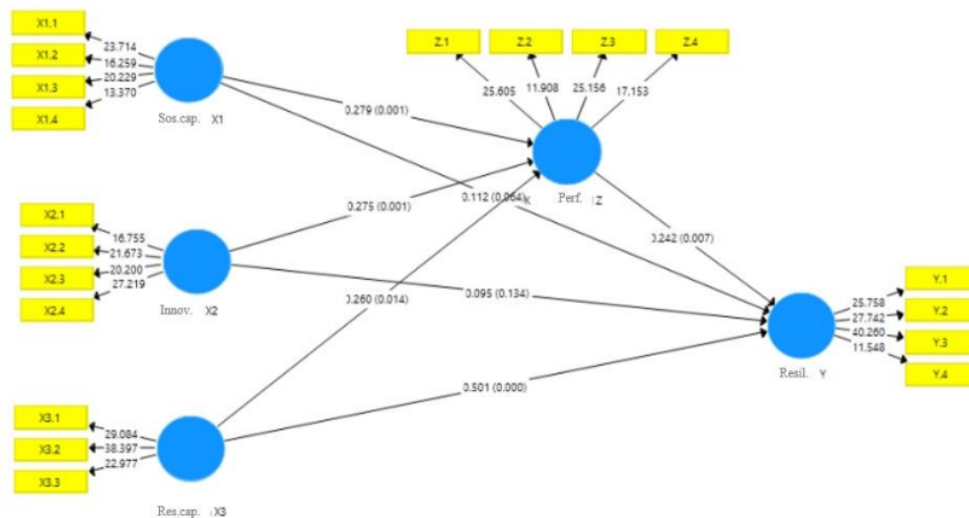 X1.1
X1.2
X1.3
X1.4
23.714
16.259
20.229
13.370
Sos.cap. X1
Z.1
Z.2
Z.3
Z.4
25.605
11.908
25.156
17.153
0.279 (0.001)
0.112 (0.064)
Perf. Z
X2.1
X2.2
X2.3
X2.4
16.755
21.673
20.200
27.219
Innov. X2
0.275 (0.001)
0.242 (0.007)
0.260 (0.014)
0.095 (0.134)
Y.1
Y.2
Y.3
Y.4
25.758
27.742
40.260
11.548
Resil. Y
0.501 (0.000)
X3.1
X3.2
X3.3
29.084
38.397
22.977
Res.cap. X3